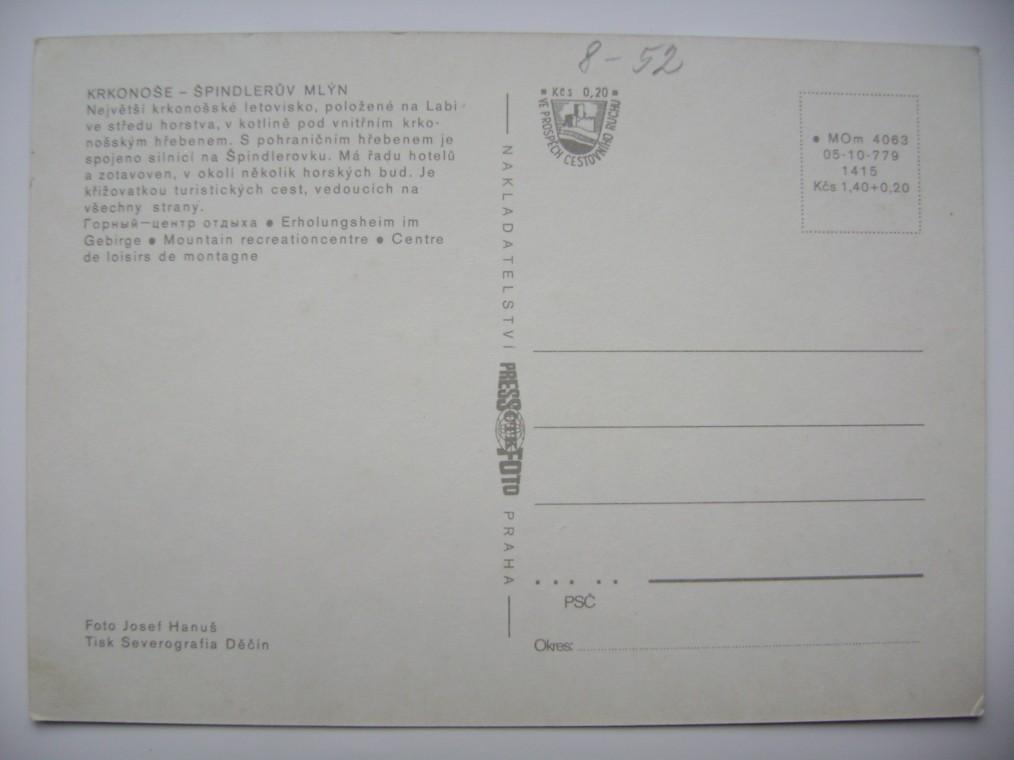 8-52
KRKONOŠE – ŠPINDLERŮV MLÝN
Největší krkonošské letovisko, položené na Labi
ve středu horstva, v kotlině pod vnitřním krko-
nošským hřebenem. S pohraničním hřebenem je
spojeno silnicí na Špindlerovku. Má řadu hotelů
a zotavoven, v okolí několik horských bud. Je
křižovatkou turistických cest, vedoucích na
všechny strany.
Горный—центр отдыха ● Erholungsheim im
Gebirge ● Mountain recreationcentre ● Centre
de loisirs de montagne
Foto Josef Hanuš
Tisk Severografia Děčín
NAKLADATELSTVÍ PRESSFOTO PRAHA
ČTK
Kčs 0,20
VE PROSPĚCH CESTOVNÍHO RUCHU
● MOm 4063
05-10-779
1415
Kčs 1,40+0,20
PSČ
Okres: